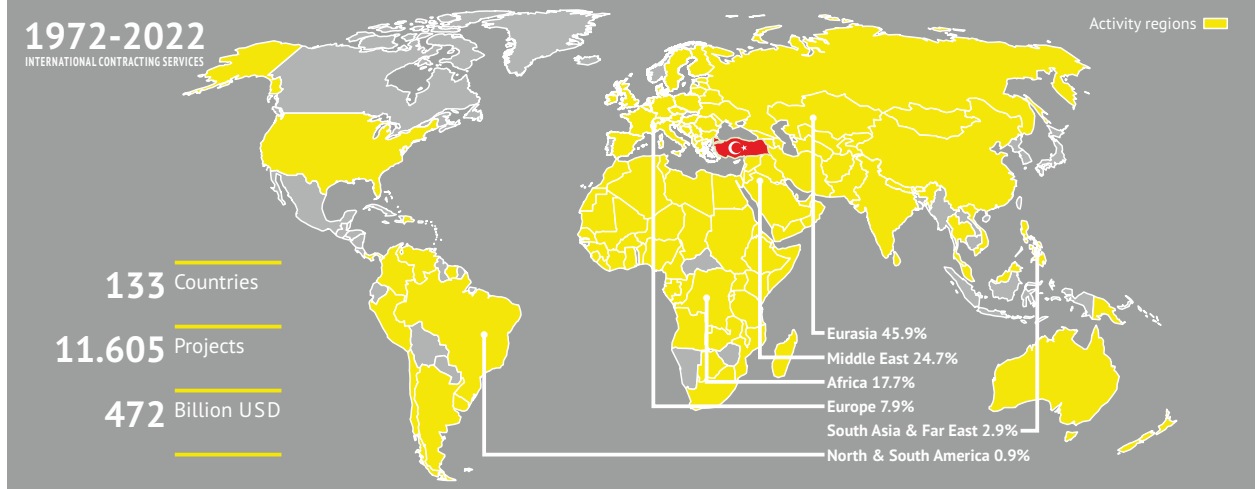 1972-2022
INTERNATIONAL CONTRACTING SERVICES
Activity regions
133 Countries
11.605 Projects
472 Billion USD
Eurasia 45.9%
Middle East 24.7%
Africa 17.7%
Europe 7.9%
South Asia & Far East 2.9%
North & South America 0.9%